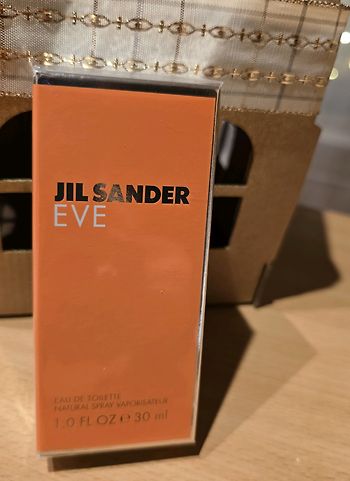 JIL SANDER
EVE
EAU DE TOILETTE
NATURAL SPRAY VAPORISATEUR
1.0 FL OZ ℮ 30 ml